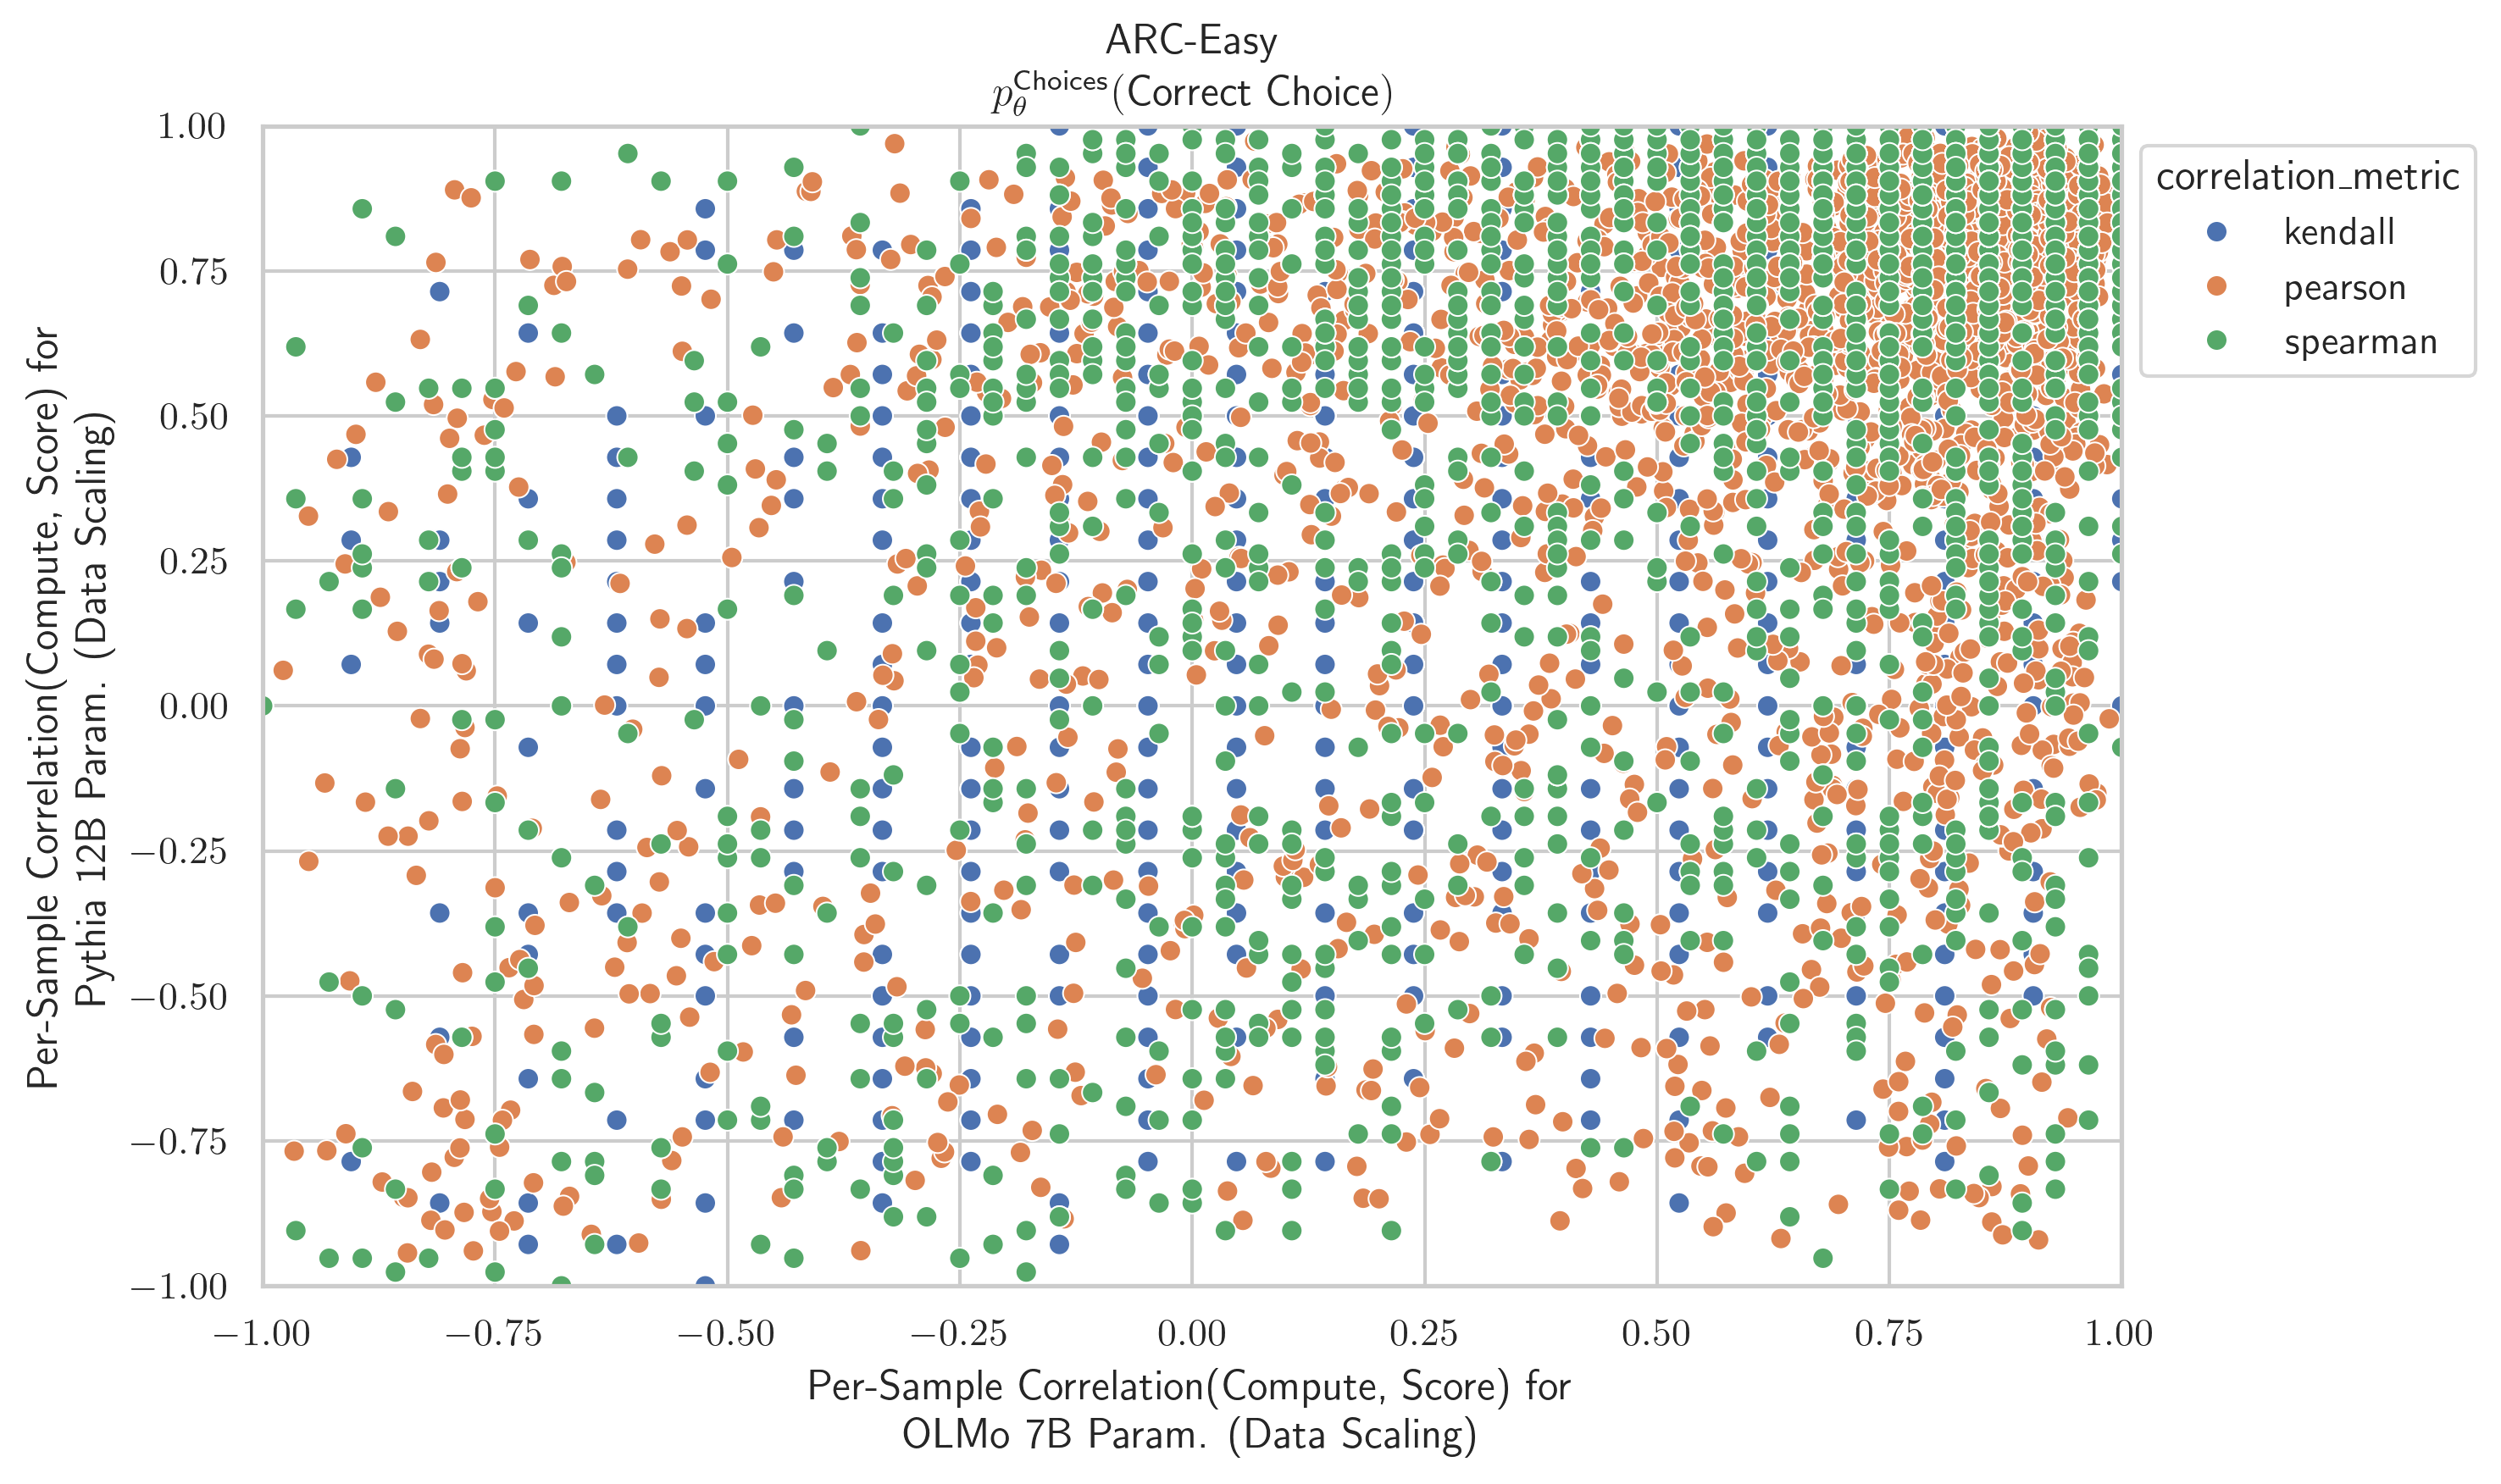 ARC-Easy
p_θ^Choices(Correct Choice)
1.00
0.75
0.50
0.25
0.00
−0.25
−0.50
−0.75
−1.00
Per-Sample Correlation(Compute, Score) for
Pythia 12B Param. (Data Scaling)
−1.00 −0.75 −0.50 −0.25 0.00 0.25 0.50 0.75 1.00
Per-Sample Correlation(Compute, Score) for
OLMo 7B Param. (Data Scaling)
correlation_metric
kendall
pearson
spearman